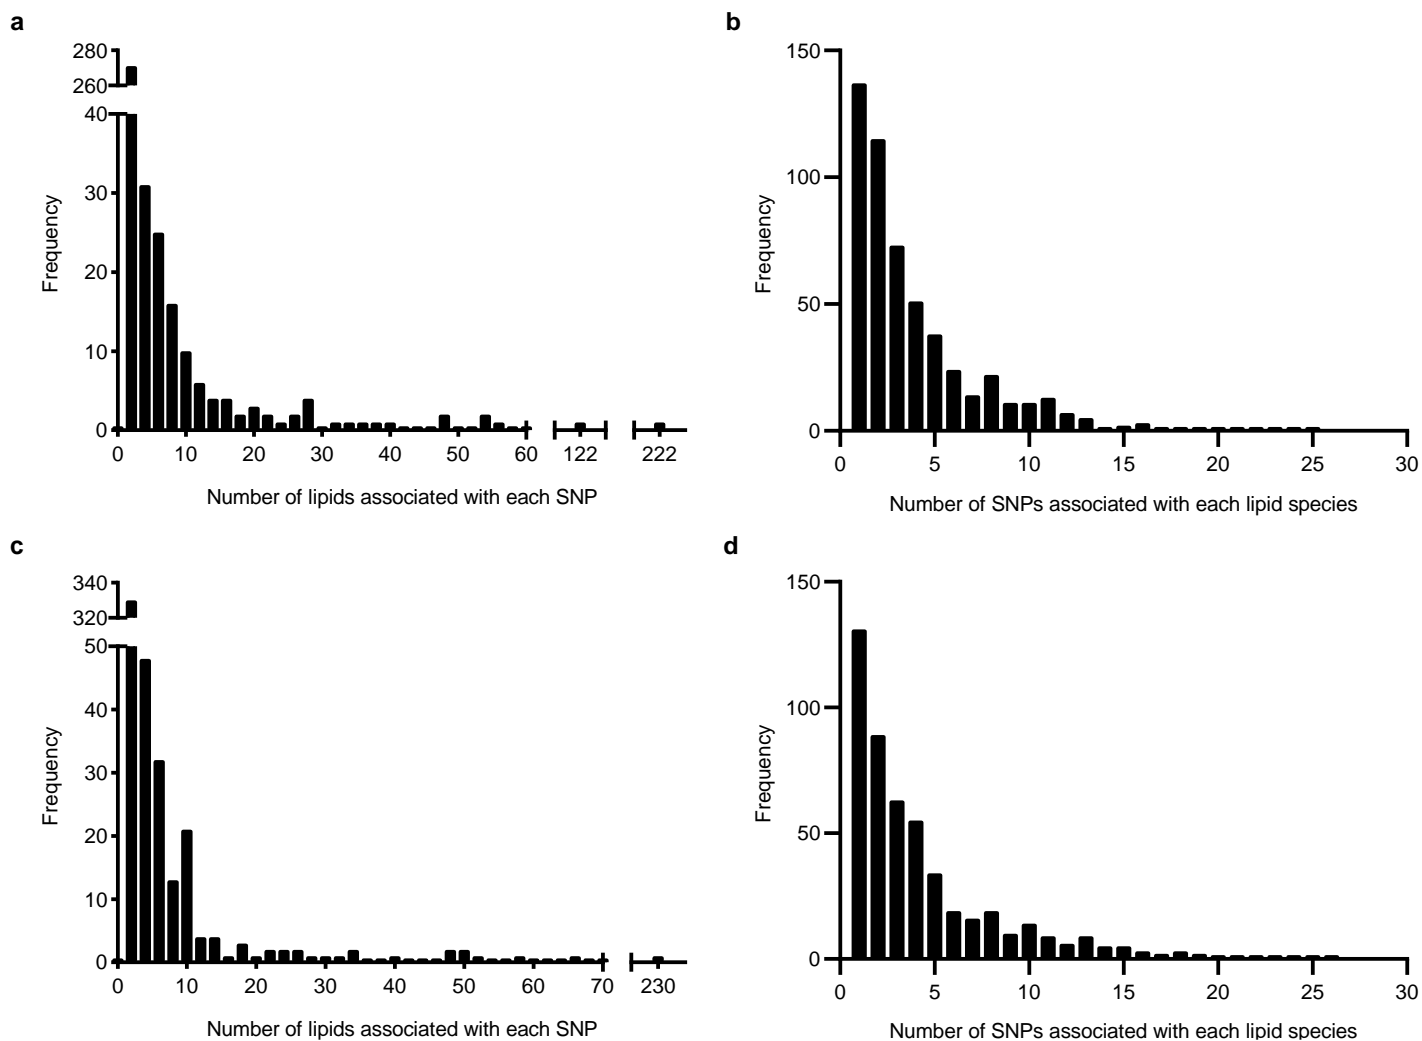 a
280
260
40
30
20
10
0
Frequency
0 10 20 30 40 50 60 122 222
Number of lipids associated with each SNP
b
150
100
50
0
Frequency
0 5 10 15 20 25 30
Number of SNPs associated with each lipid species
c
340
320
50
40
30
20
10
0
Frequency
0 10 20 30 40 50 60 70 230
Number of lipids associated with each SNP
d
150
100
50
0
Frequency
0 5 10 15 20 25 30
Number of SNPs associated with each lipid species